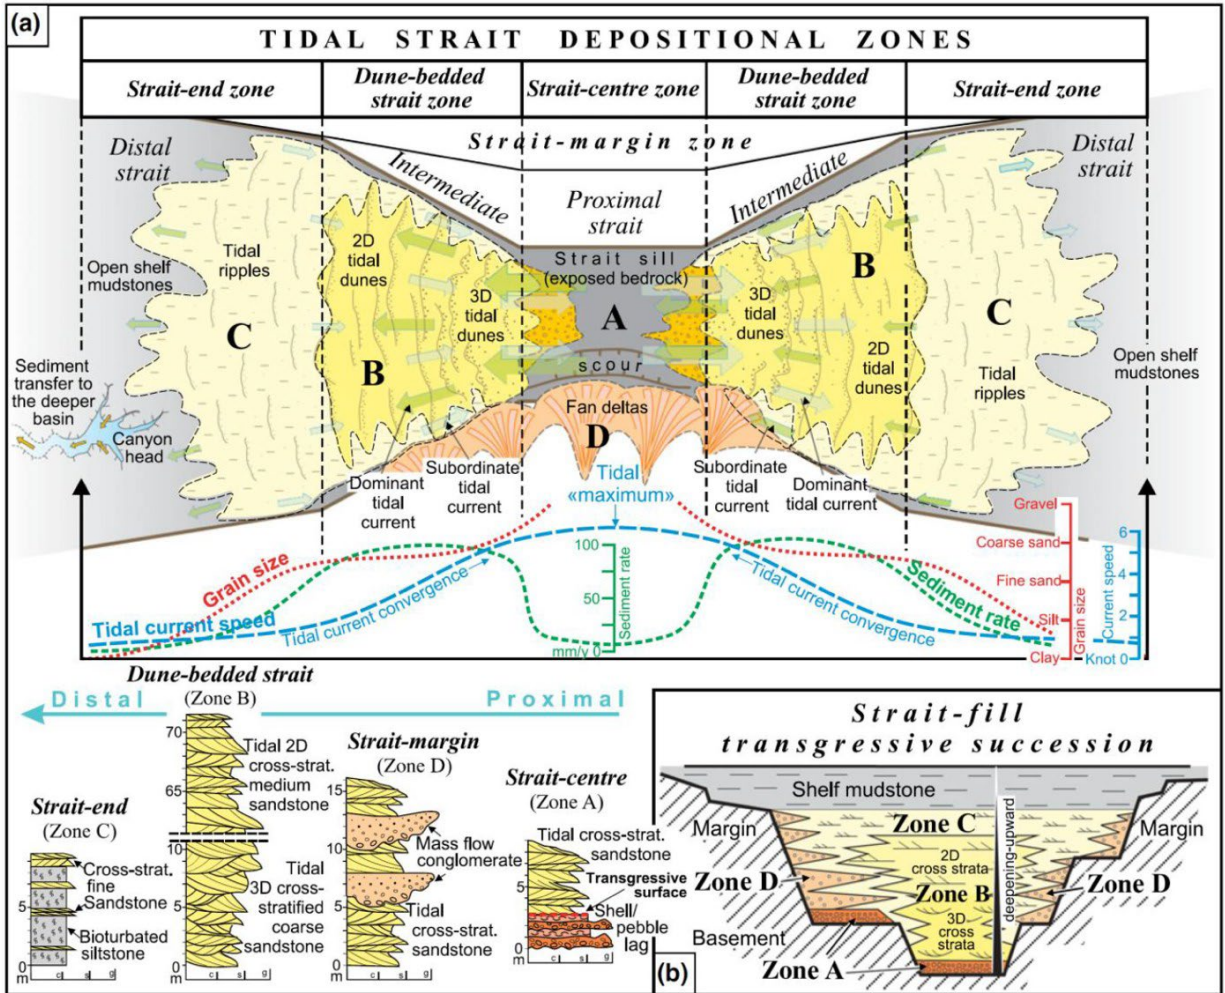 (a)
TIDAL STRAIT DEPOSITIONAL ZONES
Strait-end zone
Dune-bedded
strait zone
Strait-centre zone
Dune-bedded
strait zone
Strait-end zone
Strait-margin zone
Distal
strait
Intermediate
Proximal
strait
Intermediate
Distal
strait
Open shelf
mudstones
Tidal
ripples
C
2D
tidal
dunes
B
3D
tidal
dunes
Strait sill
(exposed bedrock)
A
scour
3D
tidal
dunes
B
2D
tidal
dunes
C
Tidal
ripples
Open shelf
mudstones
Sediment
transfer to
the deeper
basin
Canyon
head
Fan deltas
D
Dominant
tidal
current
Subordinate
tidal
current
Tidal
«maximum»
Subordinate
tidal
current
Dominant
tidal current
Grain size
Tidal current speed
Tidal current convergence
100
50
mm/y 0
Sediment rate
Tidal current convergence
Sediment rate
Gravel
Coarse sand
Fine sand
Silt
Clay
Grain size
6
4
2
Knot 0
Current speed
Distal
Proximal
Dune-bedded strait
(Zone B)
70
65
10
5
0
m
c s g
Tidal 2D
cross-strat.
medium
sandstone
Tidal
3D cross-
stratified
coarse
sandstone
Strait-end
(Zone C)
5
0
m
c s g
Cross-strat.
fine
Sandstone
Bioturbated
siltstone
Strait-margin
(Zone D)
15
10
5
0
m
c s g
Mass flow
conglomerate
Tidal
cross-strat.
sandstone
Strait-centre
(Zone A)
5
0
m
c s g
Tidal cross-strat.
sandstone
Transgressive
surface
Shell/
pebble
lag
(b)
Strait-fill
transgressive succession
Shelf mudstone
Margin
Zone C
Margin
2D
cross strata
Zone D
Zone B
Zone D
3D
cross
strata
deepening-upward
Basement
Zone A